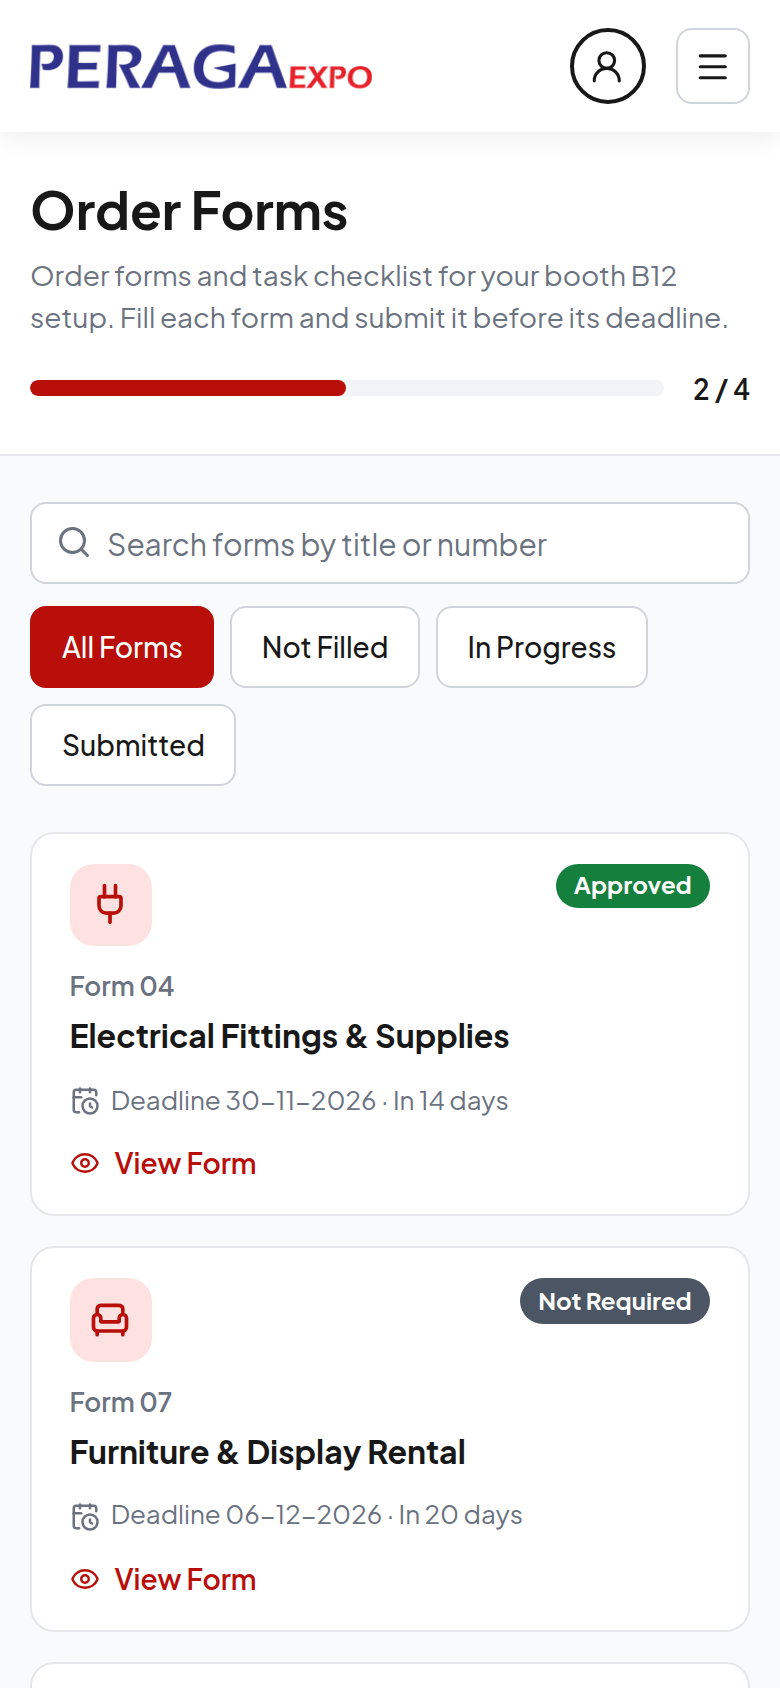 PERAGA EXPO
Order Forms
Order forms and task checklist for your booth B12
setup. Fill each form and submit it before its deadline.
2 / 4
Search forms by title or number
All Forms
Not Filled
In Progress
Submitted
Approved
Form 04
Electrical Fittings & Supplies
Deadline 30-11-2026 · In 14 days
View Form
Not Required
Form 07
Furniture & Display Rental
Deadline 06-12-2026 · In 20 days
View Form